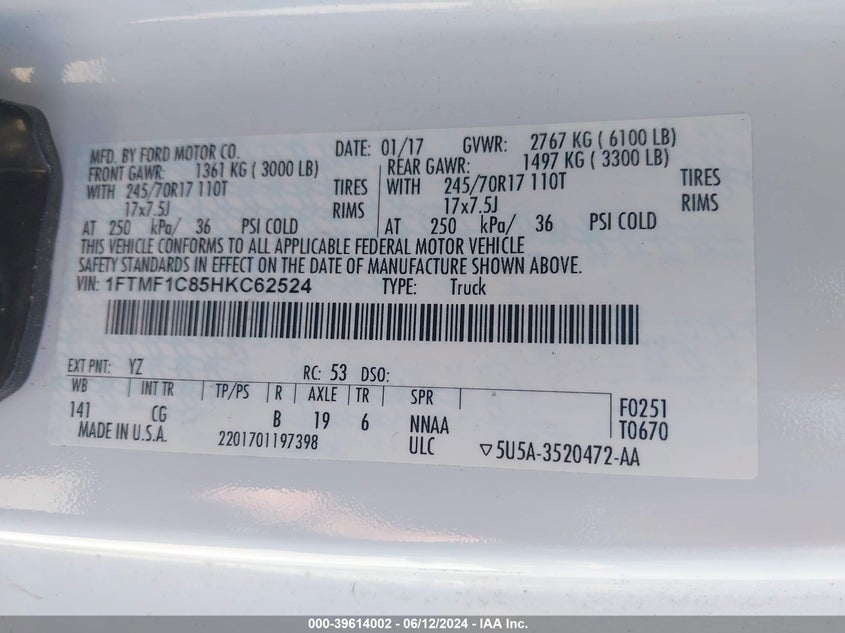 MFD. BY FORD MOTOR CO. DATE: 01/17 GVWR: 2767 KG ( 6100 LB)
FRONT GAWR: 1361 KG ( 3000 LB) REAR GAWR: 1497 KG ( 3300 LB)
WITH 245/70R17 110T TIRES WITH 245/70R17 110T TIRES
17x7.5J RIMS 17x7.5J RIMS
AT 250 kPa/ 36 PSI COLD AT 250 kPa/ 36 PSI COLD
THIS VEHICLE CONFORMS TO ALL APPLICABLE FEDERAL MOTOR VEHICLE
SAFETY STANDARDS IN EFFECT ON THE DATE OF MANUFACTURE SHOWN ABOVE.
VIN: 1FTMF1C85HKC62524 TYPE: Truck
EXT PNT: YZ RC: 53 DSO:
WB INT TR TP/PS R AXLE TR SPR
141 CG B 19 6 NNAA F0251
MADE IN U.S.A. 2201701197398 ULC ▽5U5A-3520472-AA T0670
000-39614002 - 06/12/2024 - IAA Inc.